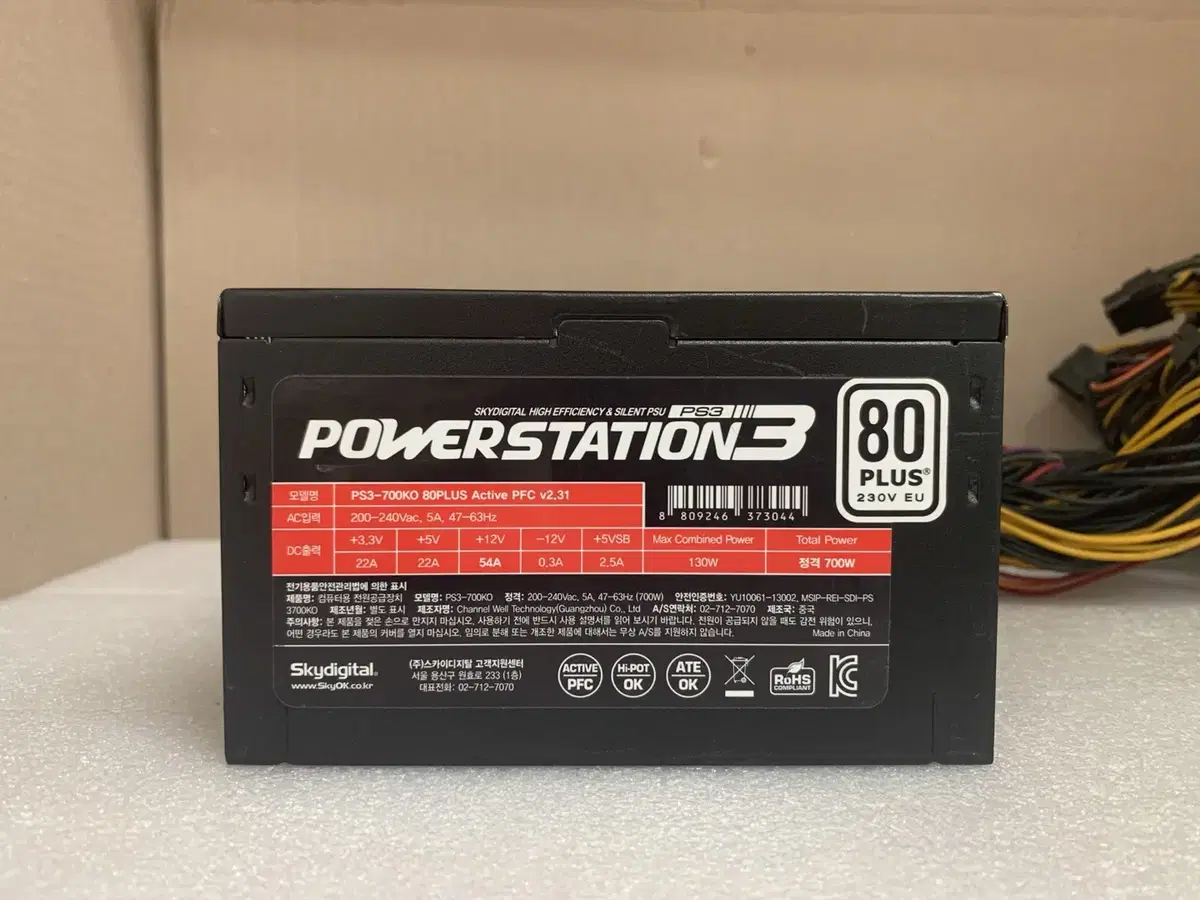 SKYDIGITAL HIGH EFFICIENCY & SILENT PSU PS3
POWERSTATION3
80
PLUS®
230V EU
모델명 PS3-700KO 80PLUS Active PFC v2.31
AC입력 200-240Vac, 5A, 47-63Hz
8 809246 373044
DC출력 +3.3V +5V +12V -12V +5VSB Max Combined Power Total Power
22A 22A 54A 0.3A 2.5A 130W 정격 700W
전기용품안전관리법에 의한 표시
제품명: 컴퓨터용 전원공급장치 모델명: PS3-700KO 정격: 200-240Vac, 5A, 47-63Hz (700W) 안전인증번호: YU10061-13002, MSIP-REI-SDI-PS
3700KO 제조년월: 별도 표시 제조자명: Channel Well Technology(Guangzhou) Co., Ltd A/S연락처: 02-712-7070 제조국: 중국
주의사항: 본 제품을 젖은 손으로 만지지 마십시오. 사용하기 전에 반드시 사용 설명서를 읽어 보시기 바랍니다. 전원이 공급되지 않을 때도 감전 위험이 있으니,
어떤 경우라도 본 제품의 커버를 열지 마십시오. 임의로 분해 또는 개조한 제품에 대해서는 무상 A/S를 지원하지 않습니다. Made in China
Skydigital®
www.SkyOK.co.kr
(주)스카이디지탈 고객지원센터
서울 용산구 원효로 233 (1층)
대표전화: 02-712-7070
ACTIVE
PFC
Hi-POT
OK
ATE
OK
RoHS
COMPLIANT